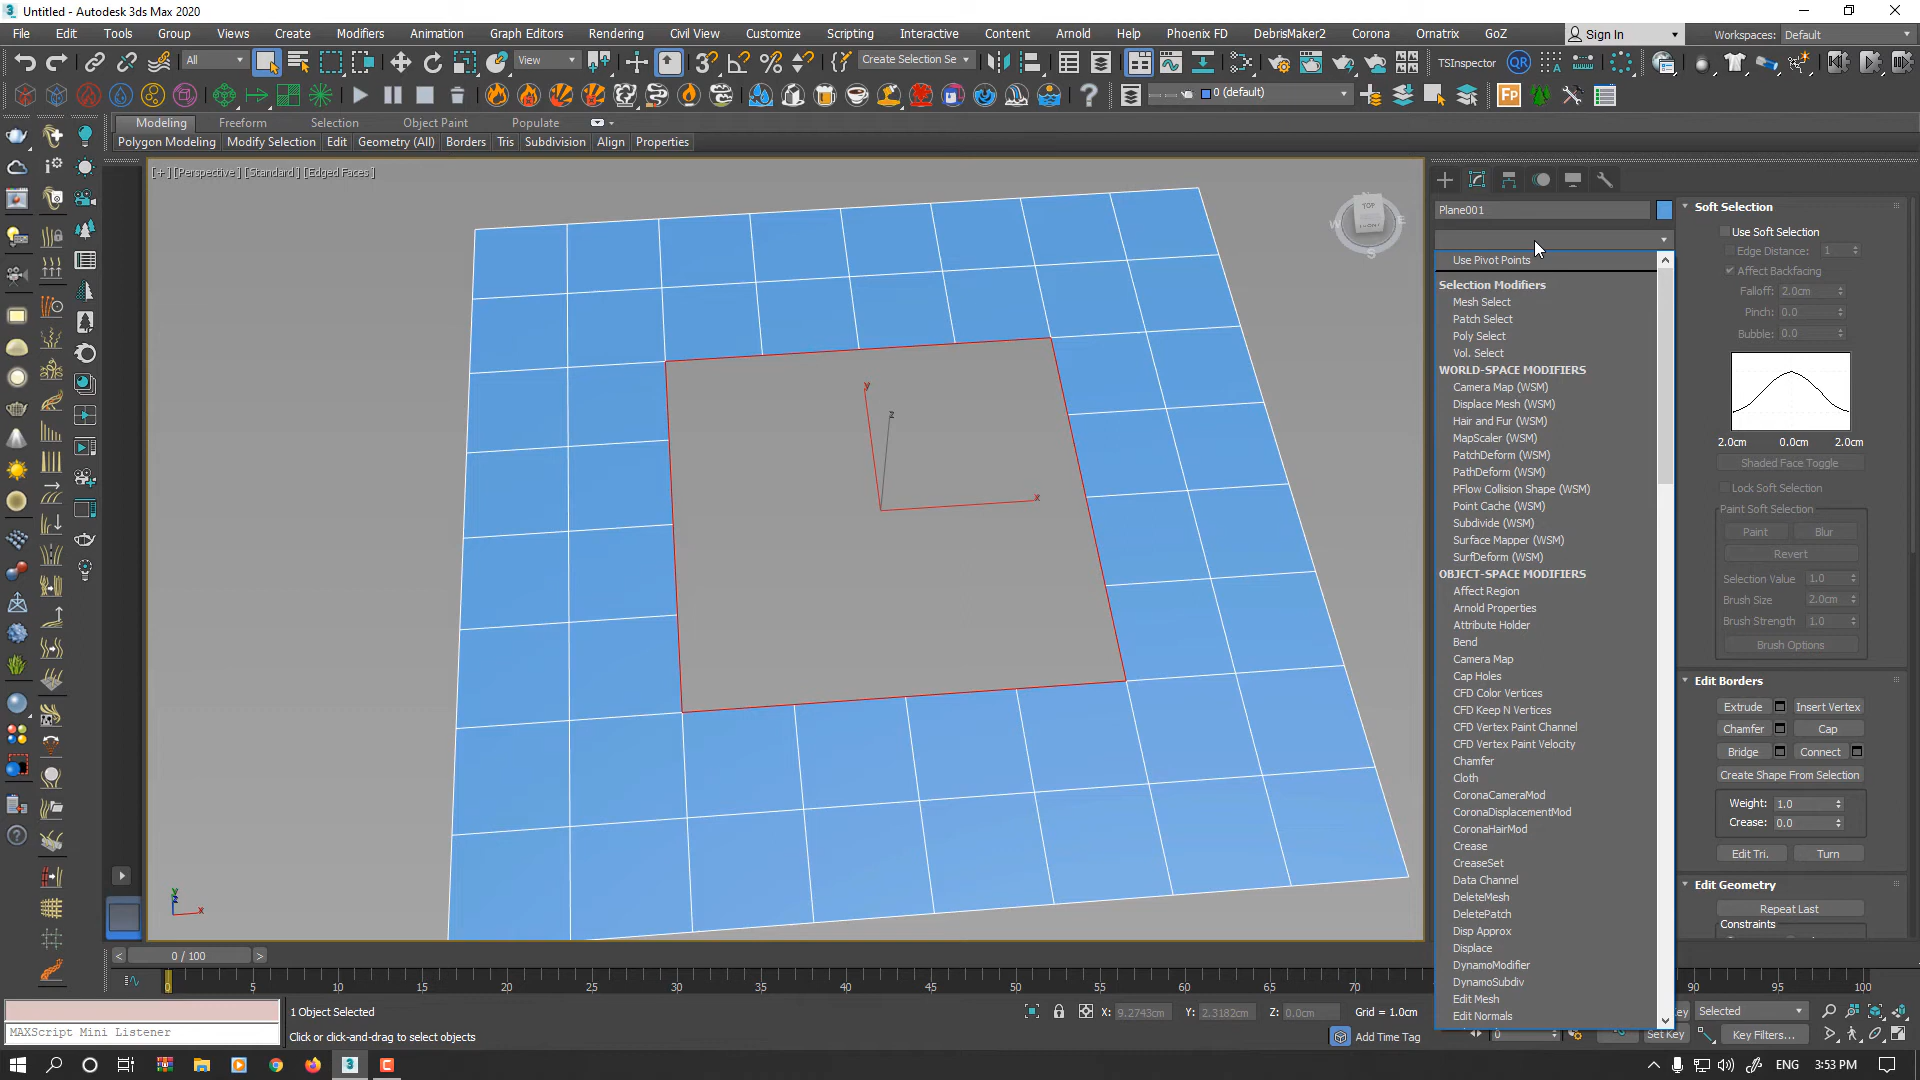 Untitled - Autodesk 3ds Max 2020
File Edit Tools Group Views Create Modifiers Animation Graph Editors Rendering Civil View Customize Scripting Interactive Content Arnold Help Phoenix FD DebrisMaker2 Corona Ornatrix GoZ Sign In Workspaces: Default
All View 3 Create Selection Se TSInspector QR
0 (default) Fp
Modeling Freeform Selection Object Paint Populate
Polygon Modeling Modify Selection Edit Geometry (All) Borders Tris Subdivision Align Properties
[+] [Perspective] [Standard] [Edged Faces]
TOP
FRONT
N
W
E
S
y
z
x
y
z
x
Plane001
Use Pivot Points
Selection Modifiers
Mesh Select
Patch Select
Poly Select
Vol. Select
WORLD-SPACE MODIFIERS
Camera Map (WSM)
Displace Mesh (WSM)
Hair and Fur (WSM)
MapScaler (WSM)
PatchDeform (WSM)
PathDeform (WSM)
PFlow Collision Shape (WSM)
Point Cache (WSM)
Subdivide (WSM)
Surface Mapper (WSM)
SurfDeform (WSM)
OBJECT-SPACE MODIFIERS
Affect Region
Arnold Properties
Attribute Holder
Bend
Camera Map
Cap Holes
CFD Color Vertices
CFD Keep N Vertices
CFD Vertex Paint Channel
CFD Vertex Paint Velocity
Chamfer
Cloth
CoronaCameraMod
CoronaDisplacementMod
CoronaHairMod
Crease
CreaseSet
Data Channel
DeleteMesh
DeletePatch
Disp Approx
Displace
DynamoModifier
DynamoSubdiv
Edit Mesh
Edit Normals
Soft Selection
Use Soft Selection
Edge Distance: 1
Affect Backfacing
Falloff: 2.0cm
Pinch: 0.0
Bubble: 0.0
2.0cm 0.0cm 2.0cm
Shaded Face Toggle
Lock Soft Selection
Paint Soft Selection
Paint Blur
Revert
Selection Value 1.0
Brush Size 2.0cm
Brush Strength 1.0
Brush Options
Edit Borders
Extrude Insert Vertex
Chamfer Cap
Bridge Connect
Create Shape From Selection
Weight: 1.0
Crease: 0.0
Edit Tri. Turn
Edit Geometry
Repeat Last
Constraints
< 0 / 100 >
0 5 10 15 20 25 30 35 40 45 50 55 60 65 70 75 90 95 100
1 Object Selected X: 9.2743cm Y: 2.3182cm Z: 0.0cm Grid = 1.0cm Selected
MAXScript Mini Listener Click or click-and-drag to select objects Add Time Tag 0 Set Key Key Filters...
3 ENG 3:53 PM